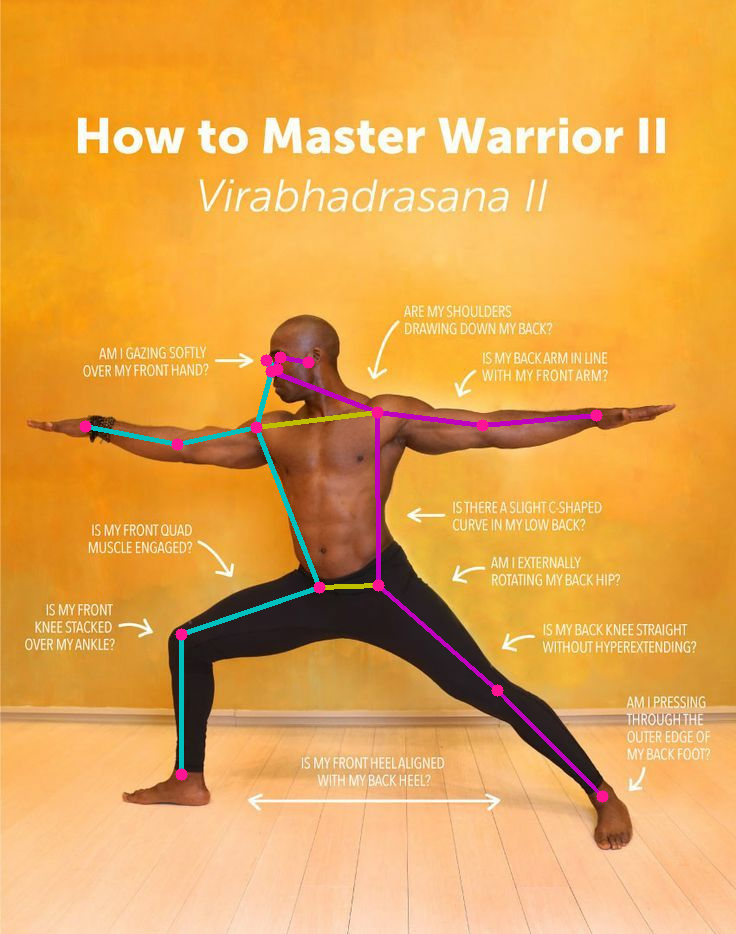 How to Master Warrior II
Virabhadrasana II
ARE MY SHOULDERS
DRAWING DOWN MY BACK?
AM I GAZING SOFTLY
OVER MY FRONT HAND?
IS MY BACK ARM IN LINE
WITH MY FRONT ARM?
IS THERE A SLIGHT C-SHAPED
CURVE IN MY LOW BACK?
IS MY FRONT QUAD
MUSCLE ENGAGED?
AM I EXTERNALLY
ROTATING MY BACK HIP?
IS MY FRONT
KNEE STACKED
OVER MY ANKLE?
IS MY BACK KNEE STRAIGHT
WITHOUT HYPEREXTENDING?
AM I PRESSING
THROUGH THE
OUTER EDGE OF
MY BACK FOOT?
IS MY FRONT HEEL ALIGNED
WITH MY BACK HEEL?